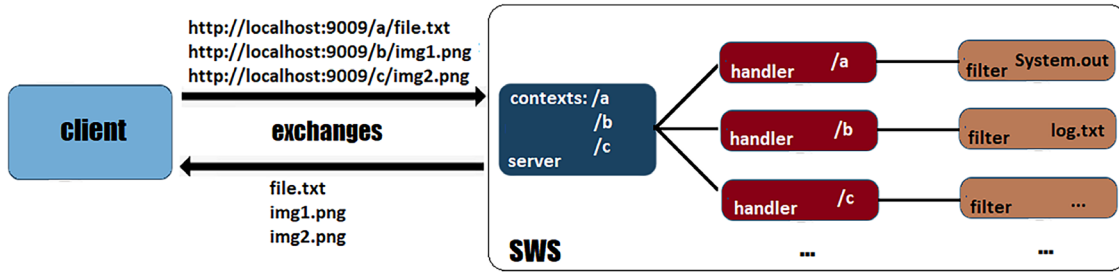 http://localhost:9009/a/file.txt
http://localhost:9009/b/img1.png
http://localhost:9009/c/img2.png
client
exchanges
file.txt
img1.png
img2.png
contexts: /a
/b
/c
server
handler /a
filter System.out
handler /b
filter log.txt
handler /c
filter ...
SWS
...
...